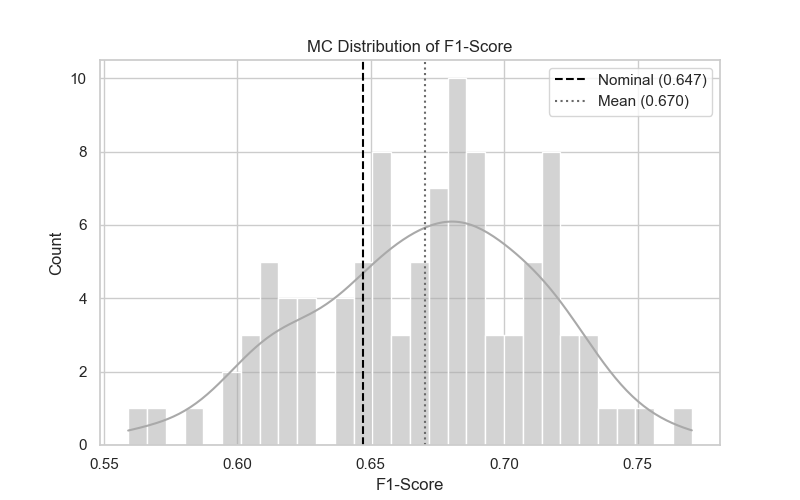 MC Distribution of F1-Score
Nominal (0.647)
Mean (0.670)
10
8
6
4
2
0
Count
0.55 0.60 0.65 0.70 0.75
F1-Score